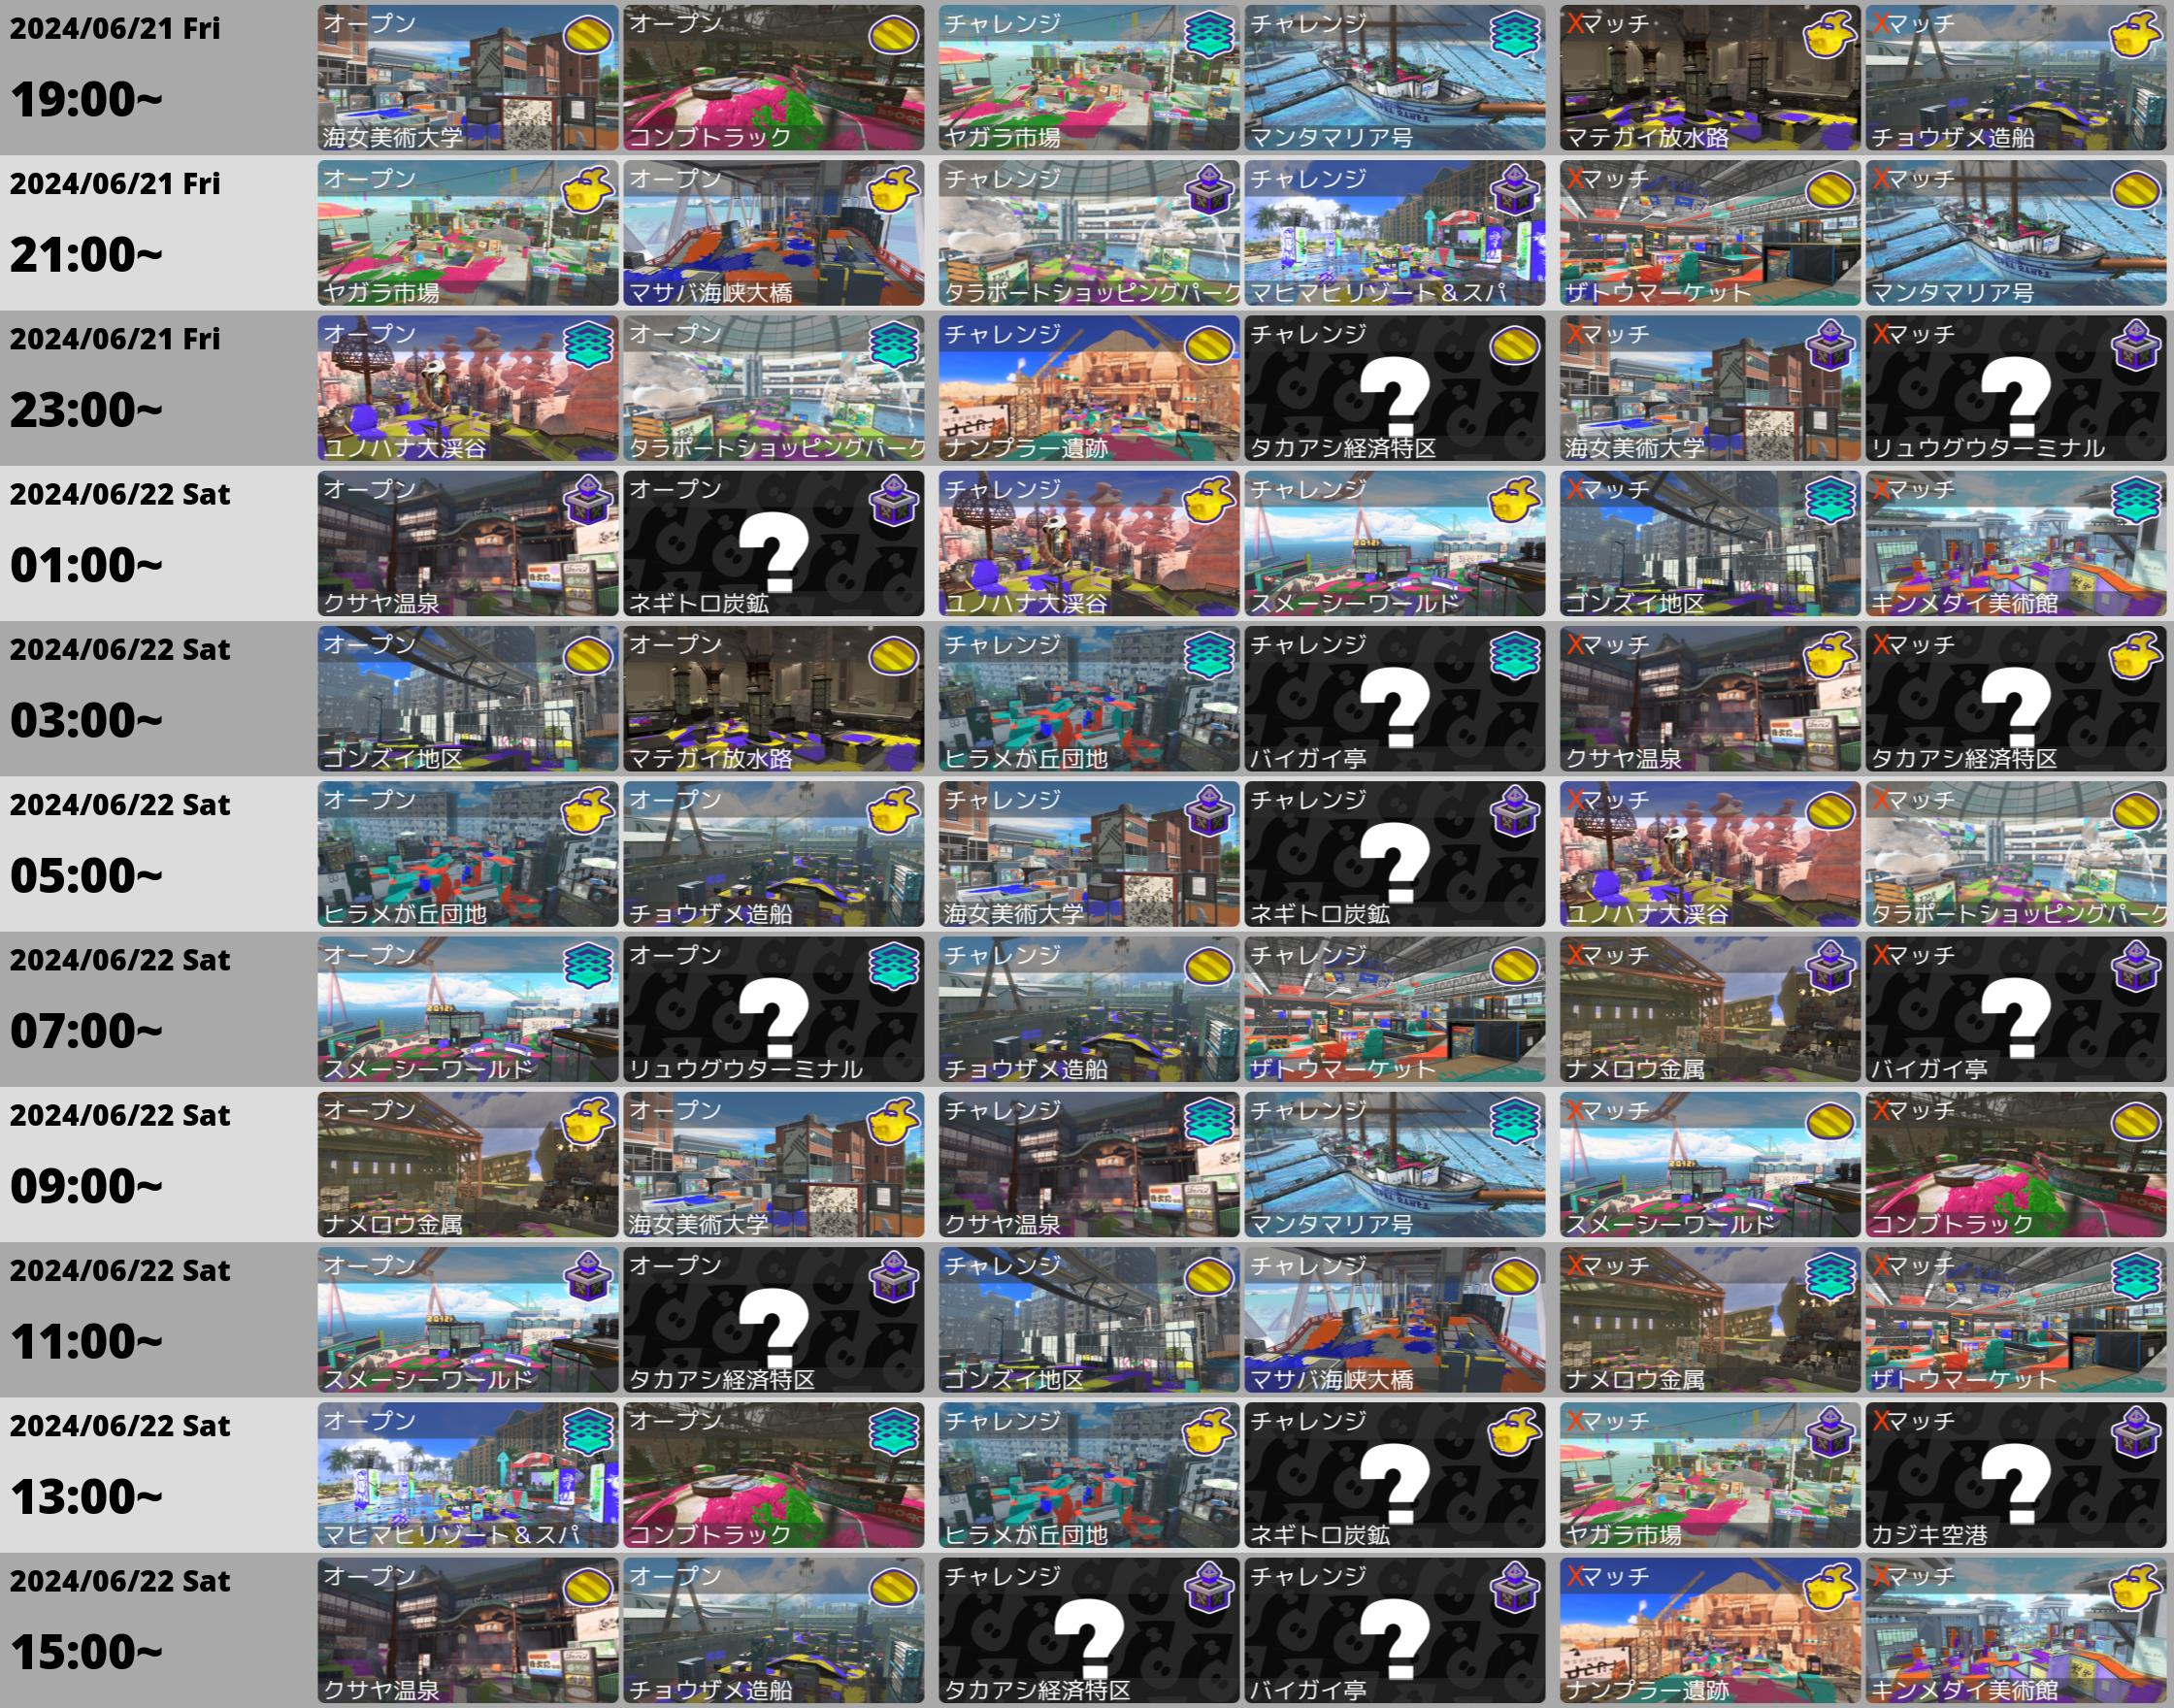 2024/06/21 Fri
19:00~
オープン
海女美術大学
オープン
コンブトラック
チャレンジ
ヤガラ市場
チャレンジ
マンタマリア号
Xマッチ
マテガイ放水路
Xマッチ
チョウザメ造船
2024/06/21 Fri
21:00~
オープン
ヤガラ市場
オープン
マサバ海峡大橋
チャレンジ
タラポートショッピングパーク
チャレンジ
マヒマヒリゾート＆スパ
Xマッチ
ザトウマーケット
Xマッチ
マンタマリア号
2024/06/21 Fri
23:00~
オープン
ユノハナ大渓谷
オープン
タラポートショッピングパーク
チャレンジ
ナンプラー遺跡
チャレンジ
?
タカアシ経済特区
Xマッチ
海女美術大学
Xマッチ
?
リュウグウターミナル
2024/06/22 Sat
01:00~
オープン
クサヤ温泉
オープン
?
ネギトロ炭鉱
チャレンジ
ユノハナ大渓谷
チャレンジ
スメーシーワールド
Xマッチ
ゴンズイ地区
Xマッチ
キンメダイ美術館
2024/06/22 Sat
03:00~
オープン
ゴンズイ地区
オープン
マテガイ放水路
チャレンジ
ヒラメが丘団地
チャレンジ
?
バイガイ亭
Xマッチ
クサヤ温泉
Xマッチ
?
タカアシ経済特区
2024/06/22 Sat
05:00~
オープン
ヒラメが丘団地
オープン
チョウザメ造船
チャレンジ
海女美術大学
チャレンジ
?
ネギトロ炭鉱
Xマッチ
ユノハナ大渓谷
Xマッチ
タラポートショッピングパーク
2024/06/22 Sat
07:00~
オープン
スメーシーワールド
オープン
?
リュウグウターミナル
チャレンジ
チョウザメ造船
チャレンジ
ザトウマーケット
Xマッチ
ナメロウ金属
Xマッチ
?
バイガイ亭
2024/06/22 Sat
09:00~
オープン
ナメロウ金属
オープン
海女美術大学
チャレンジ
クサヤ温泉
チャレンジ
マンタマリア号
Xマッチ
スメーシーワールド
Xマッチ
コンブトラック
2024/06/22 Sat
11:00~
オープン
スメーシーワールド
オープン
?
タカアシ経済特区
チャレンジ
ゴンズイ地区
チャレンジ
マサバ海峡大橋
Xマッチ
ナメロウ金属
Xマッチ
ザトウマーケット
2024/06/22 Sat
13:00~
オープン
マヒマヒリゾート＆スパ
オープン
コンブトラック
チャレンジ
ヒラメが丘団地
チャレンジ
?
ネギトロ炭鉱
Xマッチ
ヤガラ市場
Xマッチ
?
カジキ空港
2024/06/22 Sat
15:00~
オープン
クサヤ温泉
オープン
チョウザメ造船
チャレンジ
?
タカアシ経済特区
チャレンジ
?
バイガイ亭
Xマッチ
ナンプラー遺跡
Xマッチ
キンメダイ美術館